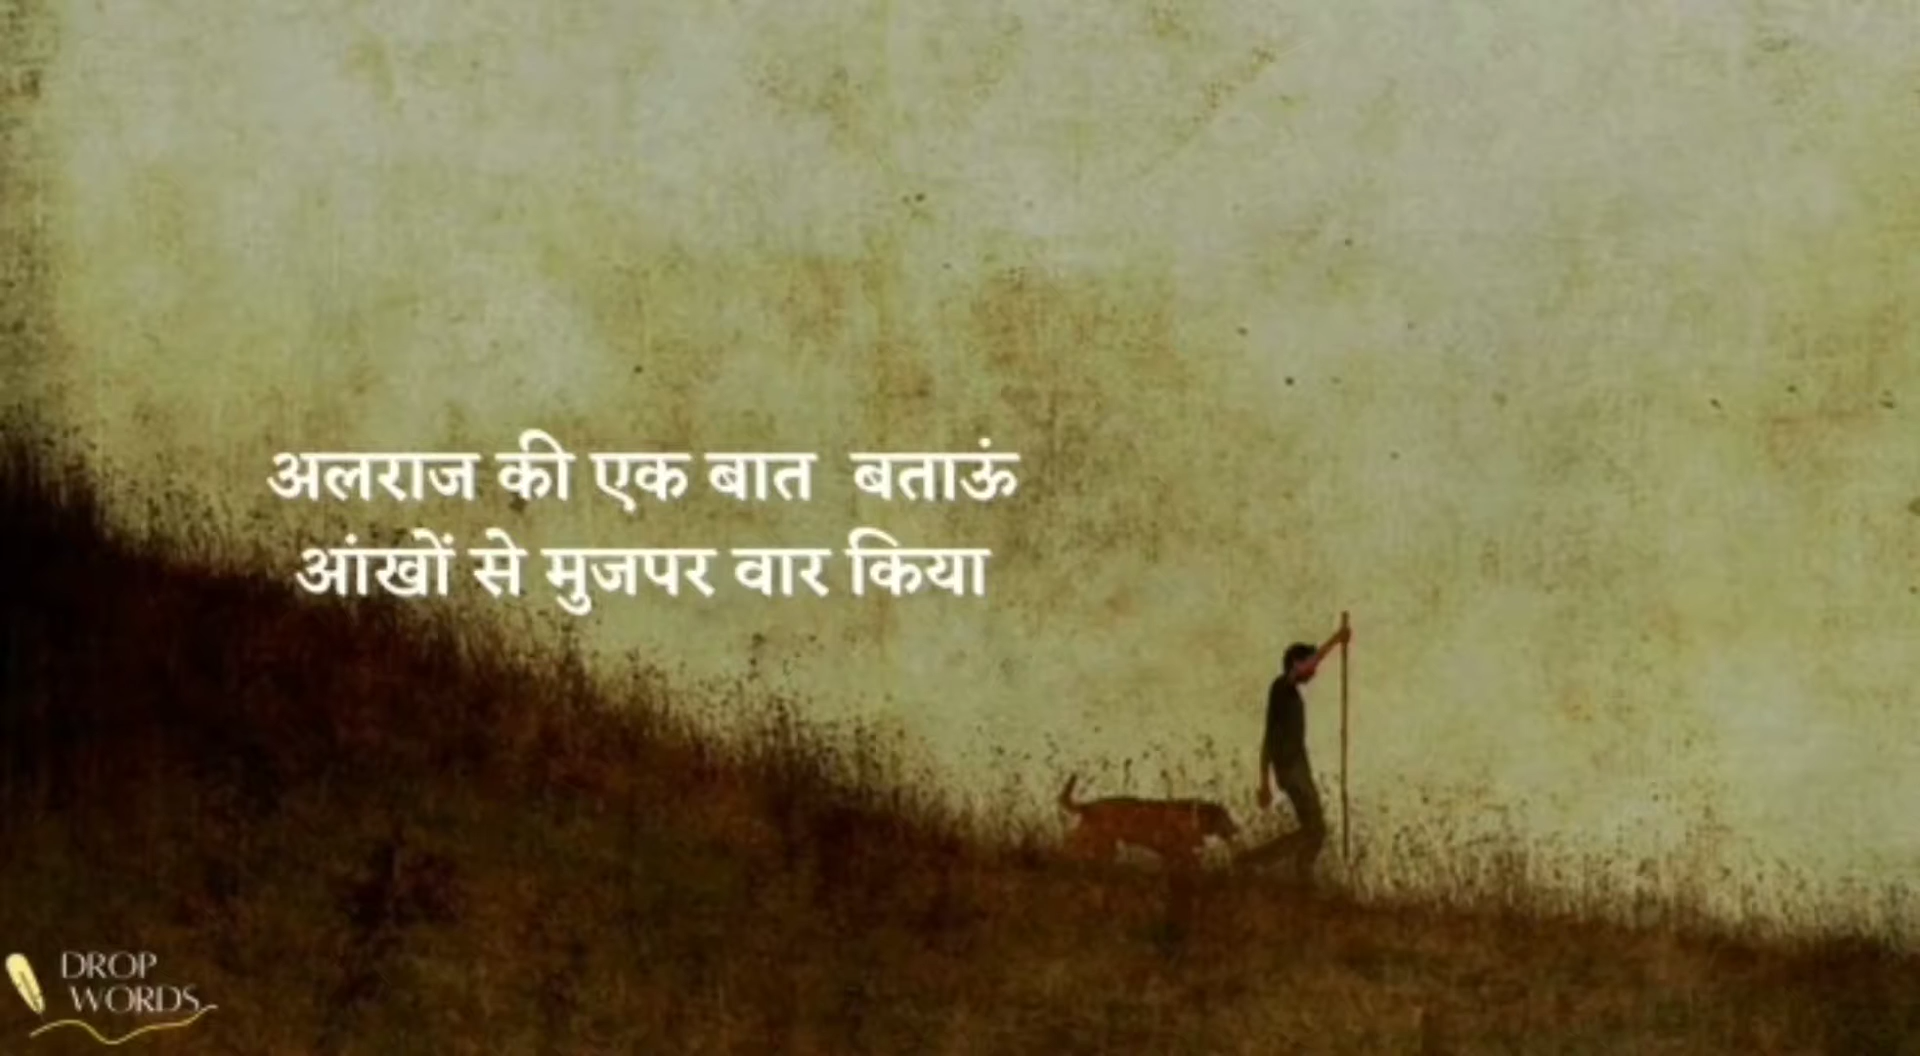 अलराज की एक बात बताऊं
आंखों से मुजपर वार किया
DROP
WORDS